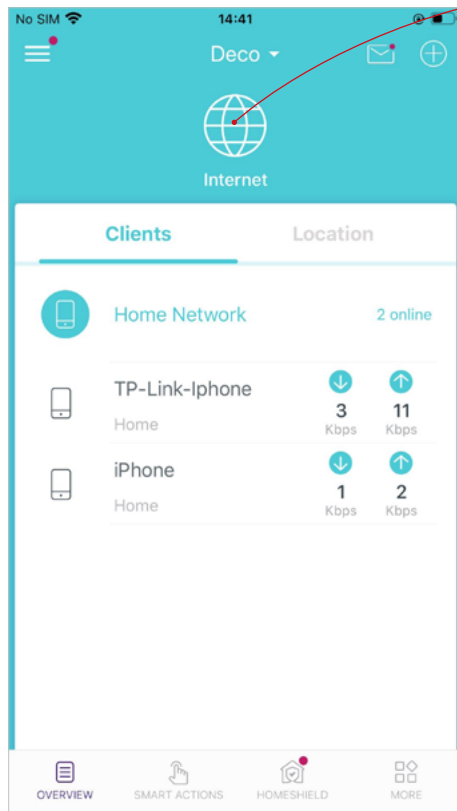 No SIM 14:41
Deco
Internet
Clients Location
Home Network 2 online
TP-Link-Iphone
Home
3 11
Kbps Kbps
iPhone
Home
1 2
Kbps Kbps
OVERVIEW SMART ACTIONS HOMESHIELD MORE